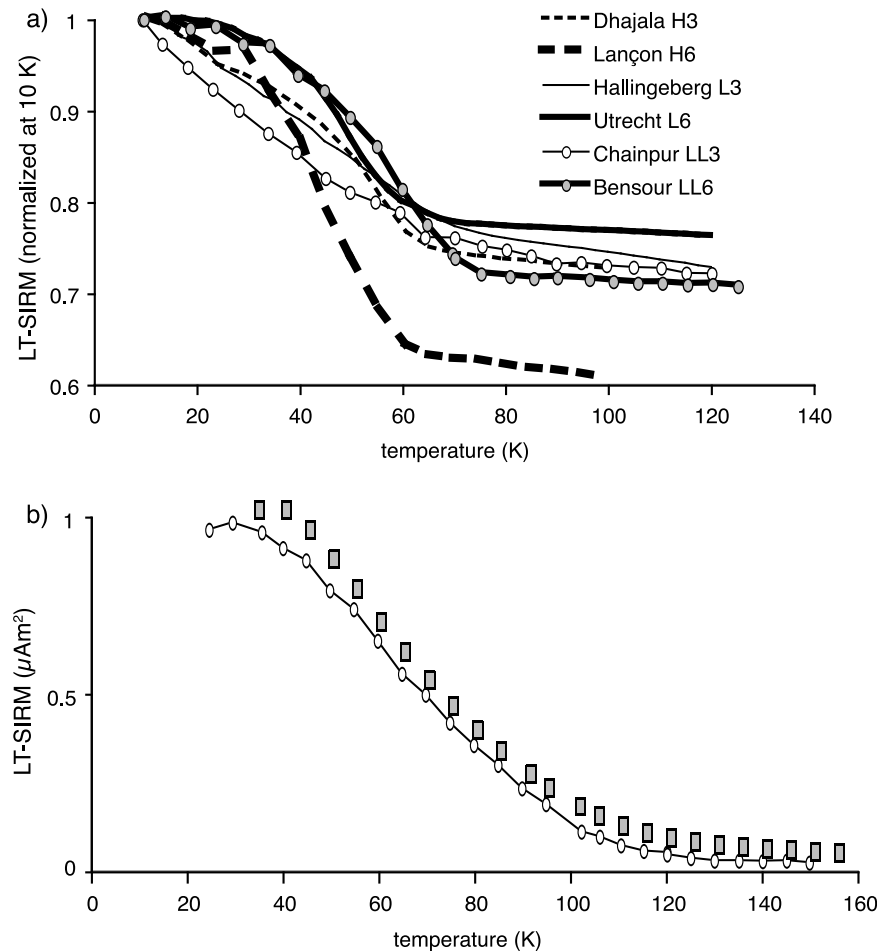 a)
Dhajala H3
Lançon H6
Hallingeberg L3
Utrecht L6
Chainpur LL3
Bensour LL6
LT-SIRM (normalized at 10 K)
1
0.9
0.8
0.7
0.6
0 20 40 60 80 100 120 140
temperature (K)
b)
LT-SIRM (µAm²)
1
0.5
0
0 20 40 60 80 100 120 140 160
temperature (K)